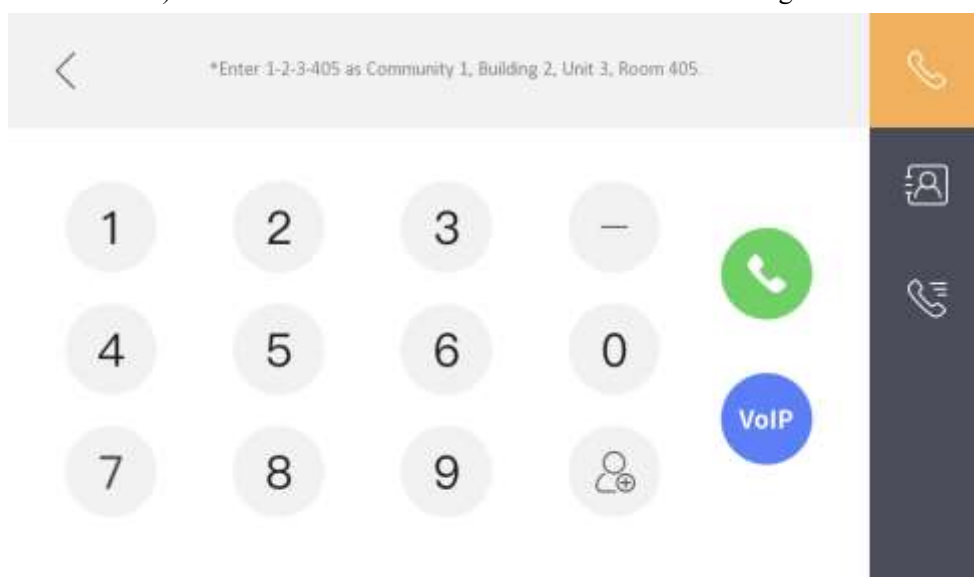 *Enter 1-2-3-405 as Community 1, Building 2, Unit 3, Room 405.
1 2 3 —
4 5 6 0
VoIP
7 8 9